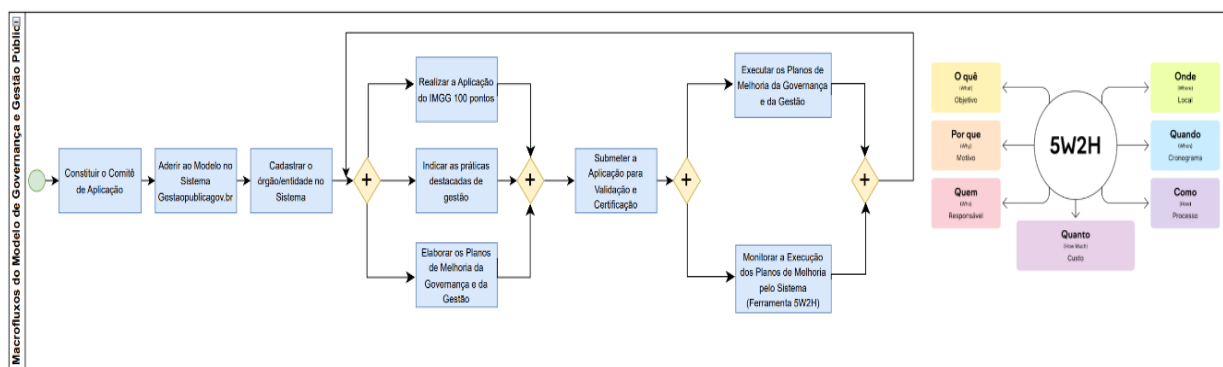 Macrofluxos do Modelo de Governança e Gestão Públic
Constituir o Comitê
de Aplicação
Aderir ao Modelo no
Sistema
Gestaopublicagov.br
Cadastrar o
órgão/entidade no
Sistema
Realizar a Aplicação
do IMGG 100 pontos
Indicar as práticas
destacadas de
gestão
Elaborar os Planos
de Melhoria da
Governança e da
Gestão
Submeter a
Aplicação para
Validação e
Certificação
Executar os Planos de
Melhoria da Governança
e da Gestão
Monitorar a Execução
dos Planos de Melhoria
pelo Sistema
(Ferramenta 5W2H)
5W2H
O quê
(What)
Objetivo
Por que
(Why)
Motivo
Quem
(Who)
Responsável
Quanto
(How Much)
Custo
Onde
(Where)
Local
Quando
(When)
Cronograma
Como
(How)
Processo